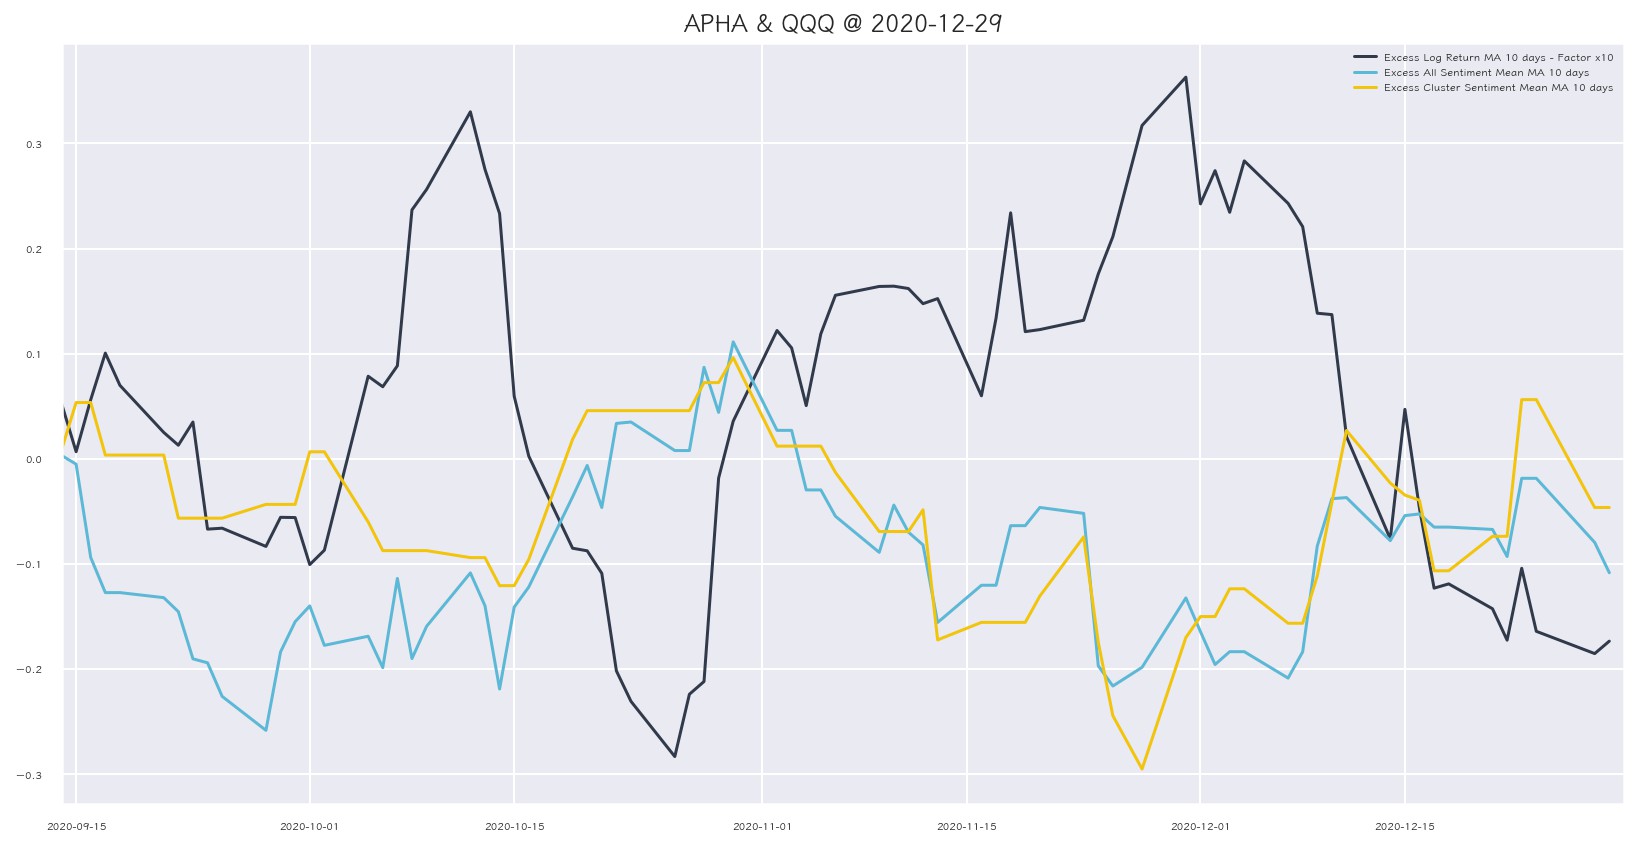 APHA & QQQ @ 2020-12-29
Excess Log Return MA 10 days - Factor x10
Excess All Sentiment Mean MA 10 days
Excess Cluster Sentiment Mean MA 10 days
0.3
0.2
0.1
0.0
−0.1
−0.2
−0.3
2020-09-15 2020-10-01 2020-10-15 2020-11-01 2020-11-15 2020-12-01 2020-12-15